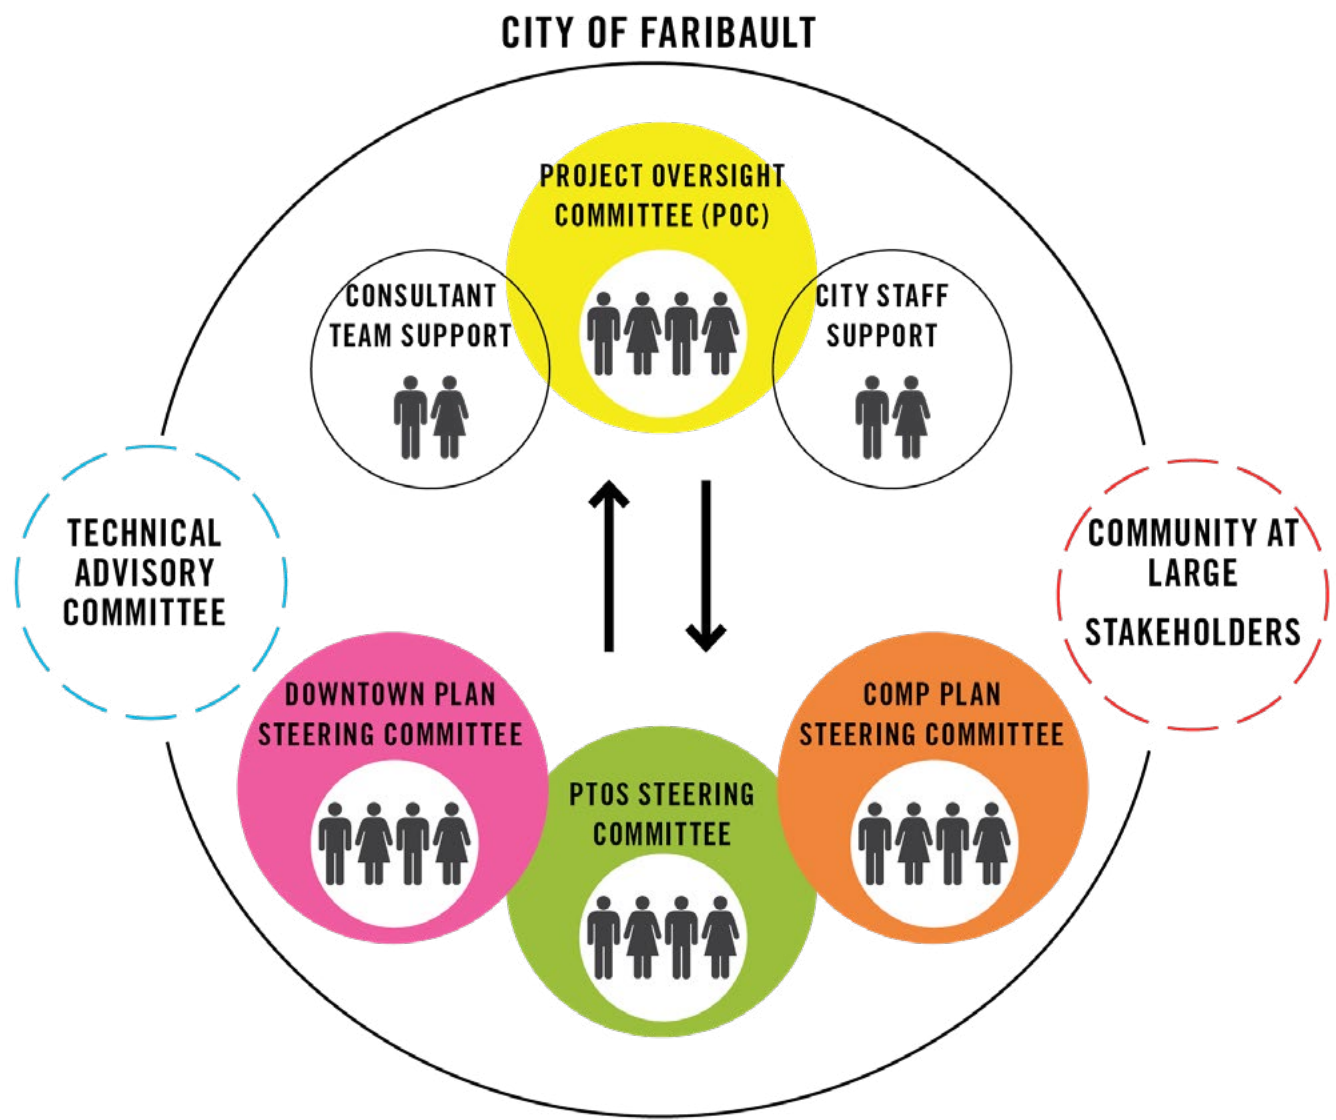 CITY OF FARIBAULT
PROJECT OVERSIGHT
COMMITTEE (POC)
CONSULTANT
TEAM SUPPORT
CITY STAFF
SUPPORT
TECHNICAL
ADVISORY
COMMITTEE
COMMUNITY AT
LARGE
STAKEHOLDERS
DOWNTOWN PLAN
STEERING COMMITTEE
PTOS STEERING
COMMITTEE
COMP PLAN
STEERING COMMITTEE